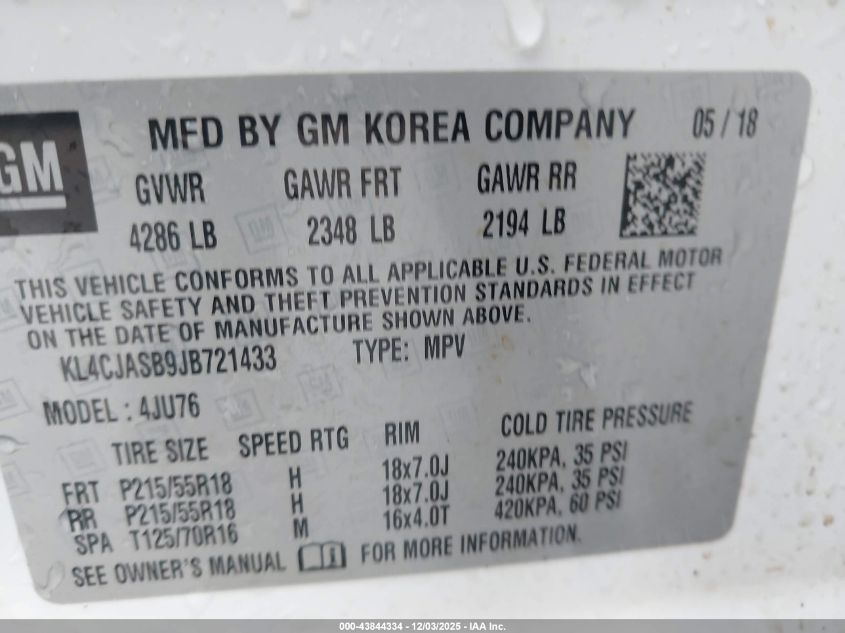 GM
MFD BY GM KOREA COMPANY 05/18
GVWR GAWR FRT GAWR RR
4286 LB 2348 LB 2194 LB
THIS VEHICLE CONFORMS TO ALL APPLICABLE U.S. FEDERAL MOTOR
VEHICLE SAFETY AND THEFT PREVENTION STANDARDS IN EFFECT
ON THE DATE OF MANUFACTURE SHOWN ABOVE.
KL4CJASB9JB721433 TYPE: MPV
MODEL: 4JU76
TIRE SIZE SPEED RTG RIM COLD TIRE PRESSURE
FRT P215/55R18 H 18x7.0J 240KPA, 35 PSI
RR P215/55R18 H 18x7.0J 240KPA, 35 PSI
SPA T125/70R16 M 16x4.0T 420KPA, 60 PSI
SEE OWNER'S MANUAL FOR MORE INFORMATION.
000-43844334 - 12/03/2025 - IAA Inc.